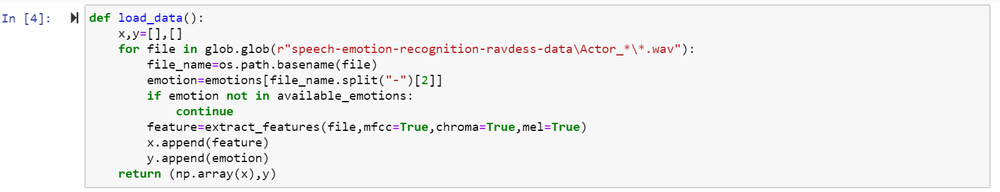 In [4]:
def load_data():
    x,y=[],[]
    for file in glob.glob(r"speech-emotion-recognition-ravdess-data\Actor_*\*.wav"):
        file_name=os.path.basename(file)
        emotion=emotions[file_name.split("-")[2]]
        if emotion not in available_emotions:
            continue
        feature=extract_features(file,mfcc=True,chroma=True,mel=True)
        x.append(feature)
        y.append(emotion)
    return (np.array(x),y)